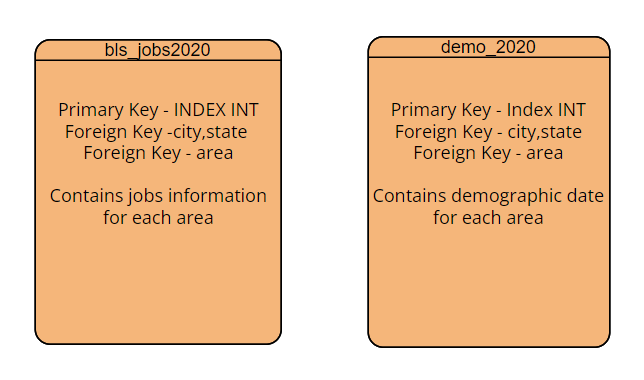 bls_jobs2020
Primary Key - INDEX INT
Foreign Key -city,state
Foreign Key - area
Contains jobs information
for each area
demo_2020
Primary Key - Index INT
Foreign Key - city,state
Foreign Key - area
Contains demographic date
for each area